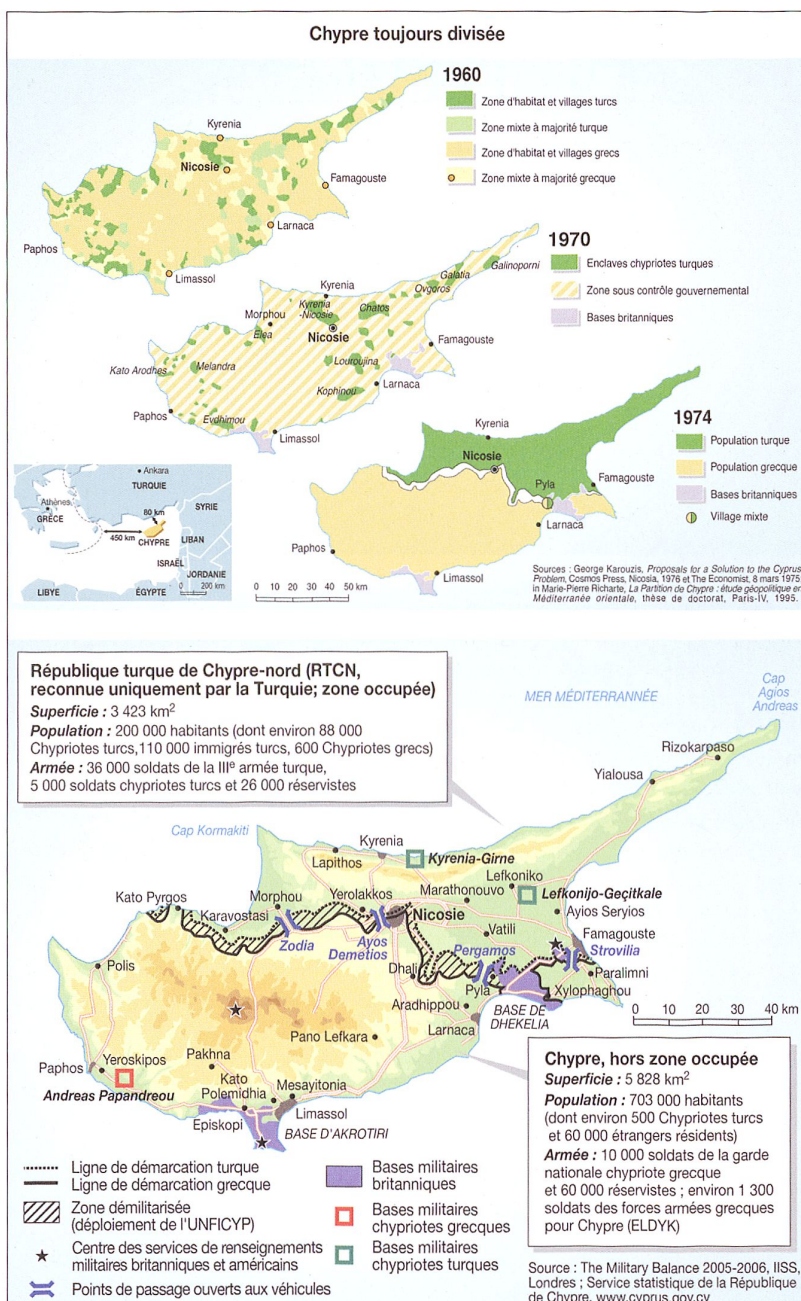 Chypre toujours divisée
1960
Zone d'habitat et villages turcs
Zone mixte à majorité turque
Zone d'habitat et villages grecs
Zone mixte à majorité grecque
Kyrenia
Nicosie
Famagouste
Larnaca
Paphos
Limassol
1970
Enclaves chypriotes turques
Zone sous contrôle gouvernemental
Bases britanniques
Galinoporni
Galatia
Ovgoros
Kyrenia
Kyrenia
-Nicosie
Chatos
Morphou
Elea
Nicosie
Famagouste
Kato Arodhes
Melandra
Louroujina
Larnaca
Kophinou
Paphos
Evdhimou
Limassol
1974
Population turque
Population grecque
Bases britanniques
Village mixte
Kyrenia
Nicosie
Pyla
Famagouste
Larnaca
Paphos
Limassol
0 10 20 30 40 50 km
Ankara
TURQUIE
Athènes
GRÈCE
80 km
SYRIE
450 km
CHYPRE
LIBAN
ISRAËL
JORDANIE
LIBYE
ÉGYPTE
0 200 km
Sources : George Karouzis, Proposals for a Solution to the Cyprus
Problem, Cosmos Press, Nicosia, 1976 et The Economist, 8 mars 1975,
in Marie-Pierre Richarte, La Partition de Chypre : étude géopolitique en
Méditerranée orientale, thèse de doctorat, Paris-IV, 1995.
République turque de Chypre-nord (RTCN,
reconnue uniquement par la Turquie; zone occupée)
Superficie : 3 423 km²
Population : 200 000 habitants (dont environ 88 000
Chypriotes turcs,110 000 immigrés turcs, 600 Chypriotes grecs)
Armée : 36 000 soldats de la IIIe armée turque,
5 000 soldats chypriotes turcs et 26 000 réservistes
MER MÉDITERRANNÉE
Cap
Agios
Andreas
Rizokarpaso
Yialousa
Cap Kormakiti
Kyrenia
Lapithos
Kyrenia-Girne
Lefkoniko
Kato Pyrgos
Morphou
Yerolakkos
Marathonouvo
Lefkonijo-Geçitkale
Karavostasi
Nicosie
Ayios Seryios
Zodia
Ayos
Demetios
Vatili
Famagouste
Pergamos
Strovilia
Polis
Dhali
Pyla
Paralimni
Aradhippou
Xylophaghou
BASE DE
DHEKELIA
Larnaca
Pano Lefkara
0 10 20 30 40 km
Paphos
Yeroskipos
Pakhna
Andreas Papandreou
Kato
Polemidhia
Mesayitonia
Episkopi
Limassol
BASE D'AKROTIRI
Chypre, hors zone occupée
Superficie : 5 828 km²
Population : 703 000 habitants
(dont environ 500 Chypriotes turcs
et 60 000 étrangers résidents)
Armée : 10 000 soldats de la garde
nationale chypriote grecque
et 60 000 réservistes ; environ 1 300
soldats des forces armées grecques
pour Chypre (ELDYK)
Ligne de démarcation turque
Ligne de démarcation grecque
Zone démilitarisée
(déploiement de l'UNFICYP)
Centre des services de renseignements
militaires britanniques et américains
Points de passage ouverts aux véhicules
Bases militaires
britanniques
Bases militaires
chypriotes grecques
Bases militaires
chypriotes turques
Source : The Military Balance 2005-2006, IISS,
Londres ; Service statistique de la République
de Chypre, www.cyprus.gov.cy